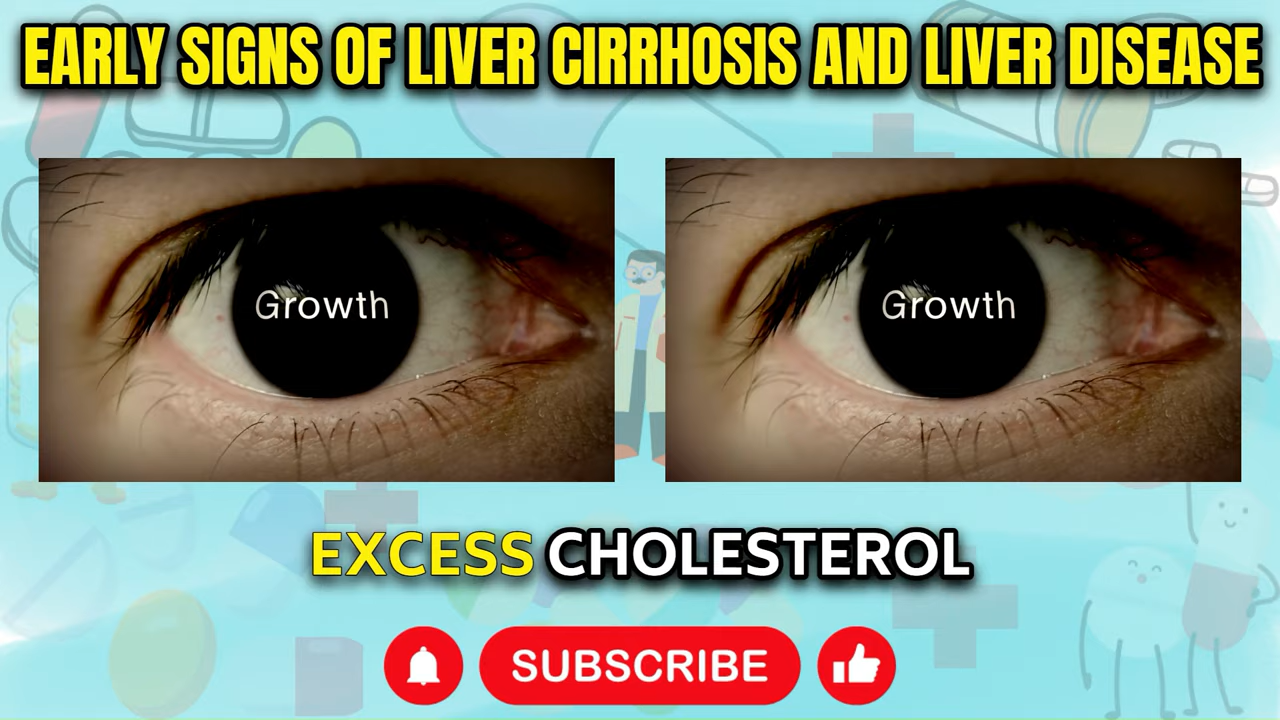 EARLY SIGNS OF LIVER CIRRHOSIS AND LIVER DISEASE
Growth
Growth
EXCESS CHOLESTEROL
SUBSCRIBE